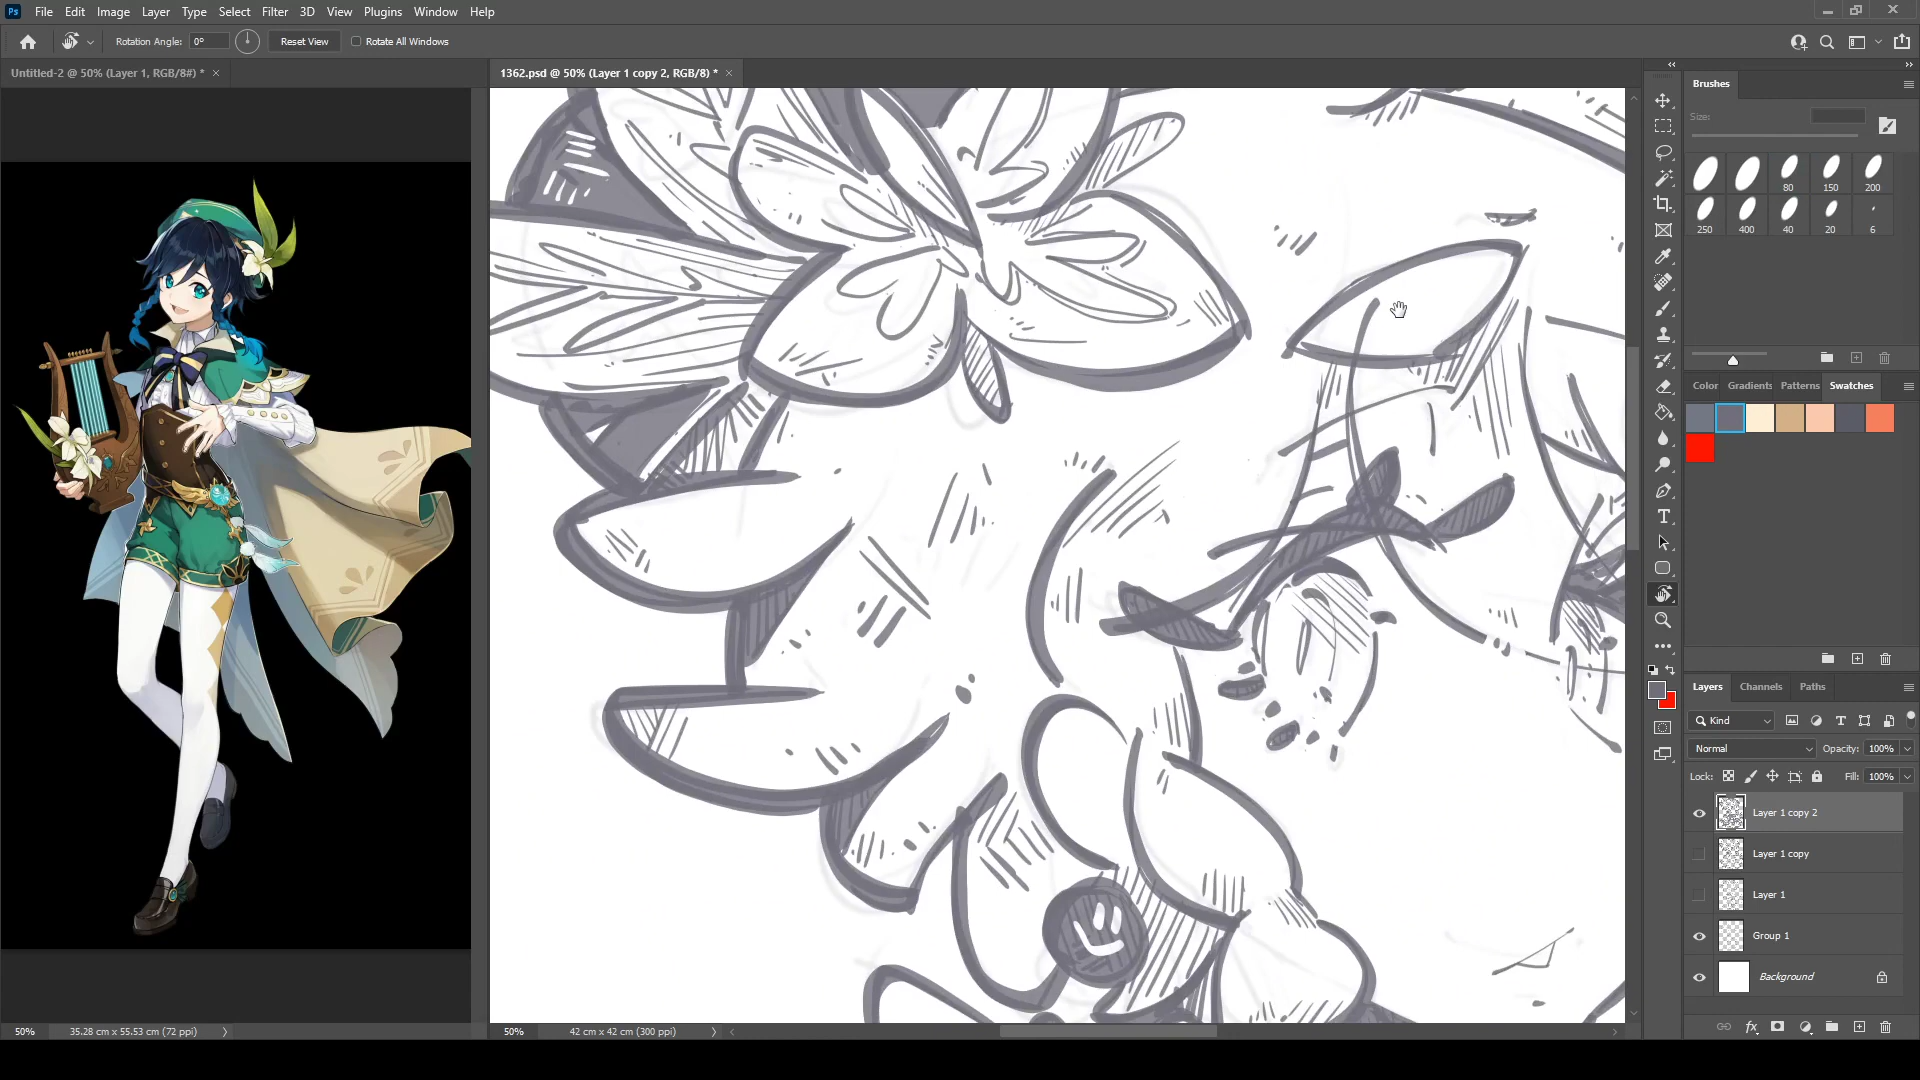 Ps File Edit Image Layer Type Select Filter 3D View Plugins Window Help
Rotation Angle: 0° Reset View Rotate All Windows
Untitled-2 @ 50% (Layer 1, RGB/8#) * ×
1362.psd @ 50% (Layer 1 copy 2, RGB/8) * ×
Brushes
Size:
80 150 200
250 400 40 20 6
Color Gradients Patterns Swatches
Layers Channels Paths
Kind
Normal Opacity: 100%
Lock: Fill: 100%
Layer 1 copy 2
Layer 1 copy
Layer 1
Group 1
Background
fx
50% 35.28 cm x 55.53 cm (72 ppi)
50% 42 cm x 42 cm (300 ppi)